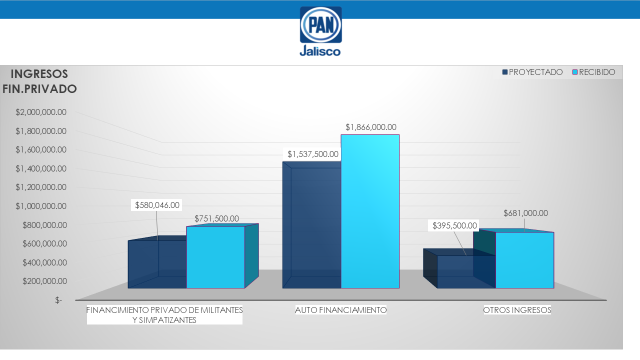 PAN
Jalisco
INGRESOS
FIN.PRIVADO
PROYECTADO
RECIBIDO
$2,000,000.00
$1,800,000.00
$1,600,000.00
$1,400,000.00
$1,200,000.00
$1,000,000.00
$800,000.00
$600,000.00
$400,000.00
$200,000.00
$-
$580,046.00
$751,500.00
$1,537,500.00
$1,866,000.00
$395,500.00
$681,000.00
FINANCIMIENTO PRIVADO DE MILITANTES
Y SIMPATIZANTES
AUTO FINANCIAMIENTO
OTROS INGRESOS